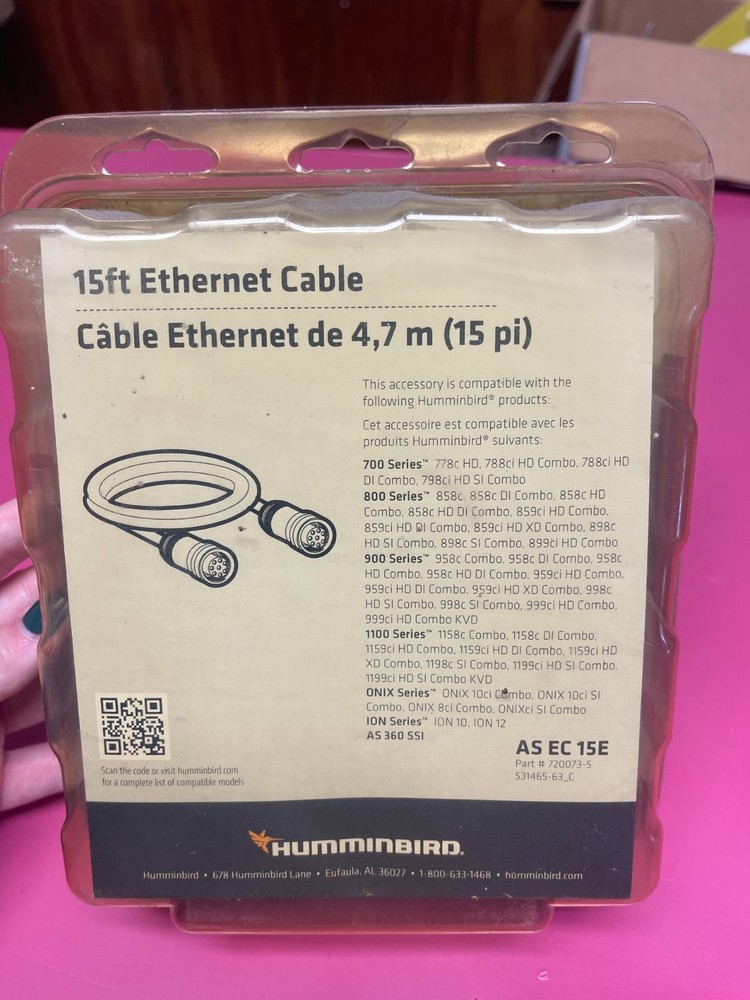 15ft Ethernet Cable
Câble Ethernet de 4,7 m (15 pi)
This accessory is compatible with the
following Humminbird® products:
Cet accessoire est compatible avec les
produits Humminbird® suivants:
700 Series™ 778c HD, 788ci HD Combo, 788ci HD
DI Combo, 798ci HD SI Combo
800 Series™ 858c, 858c DI Combo, 858c HD
Combo, 858c HD DI Combo, 859ci HD Combo,
859ci HD DI Combo, 859ci HD XD Combo, 898c
HD SI Combo, 898c SI Combo, 899ci HD Combo
900 Series™ 958c Combo, 958c DI Combo, 958c
HD Combo, 958c HD DI Combo, 959ci HD Combo,
959ci HD DI Combo, 959ci HD XD Combo, 998c
HD SI Combo, 998c SI Combo, 999ci HD Combo,
999ci HD Combo KVD
1100 Series™ 1158c Combo, 1158c DI Combo,
1159ci HD Combo, 1159ci HD DI Combo, 1159ci HD
XD Combo, 1198c SI Combo, 1199ci HD SI Combo,
1199ci HD SI Combo KVD
ONIX Series™ ONIX 10ci Combo, ONIX 10ci SI
Combo, ONIX 8ci Combo, ONIXci SI Combo
ION Series™ ION 10, ION 12
AS 360 SSI
AS EC 15E
Part # 720073-5
531465-63_C
Scan the code or visit humminbird.com
for a complete list of compatible models
HUMMINBIRD®
Humminbird • 678 Humminbird Lane • Eufaula, AL 36027 • 1-800-633-1468 • humminbird.com